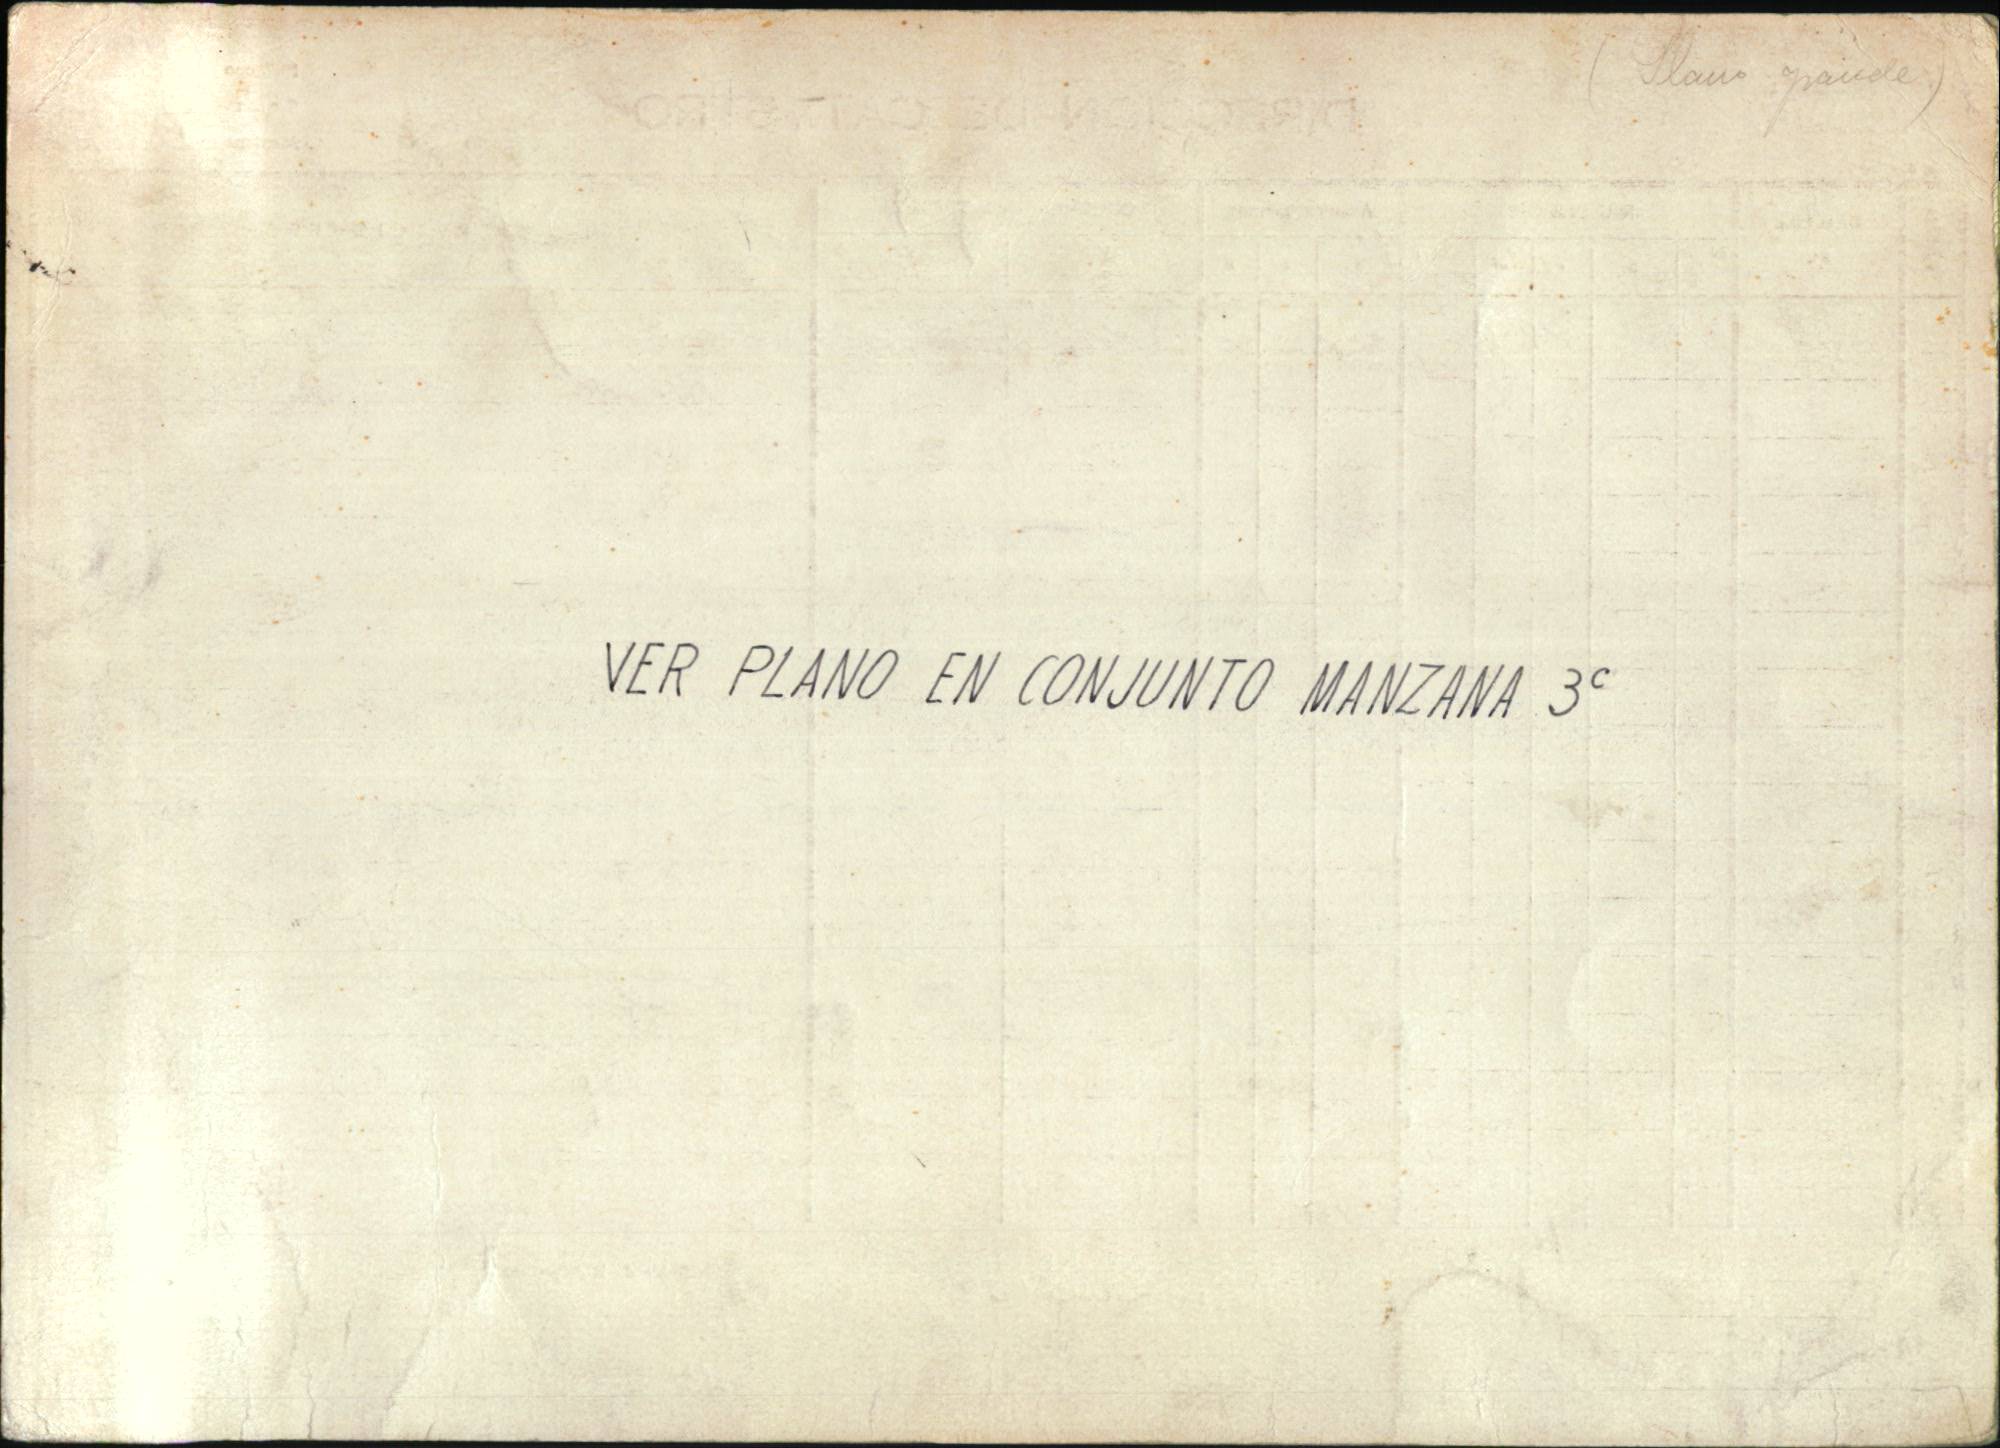 (Plano grande)
VER PLANO EN CONJUNTO MANZANA 3ᶜ